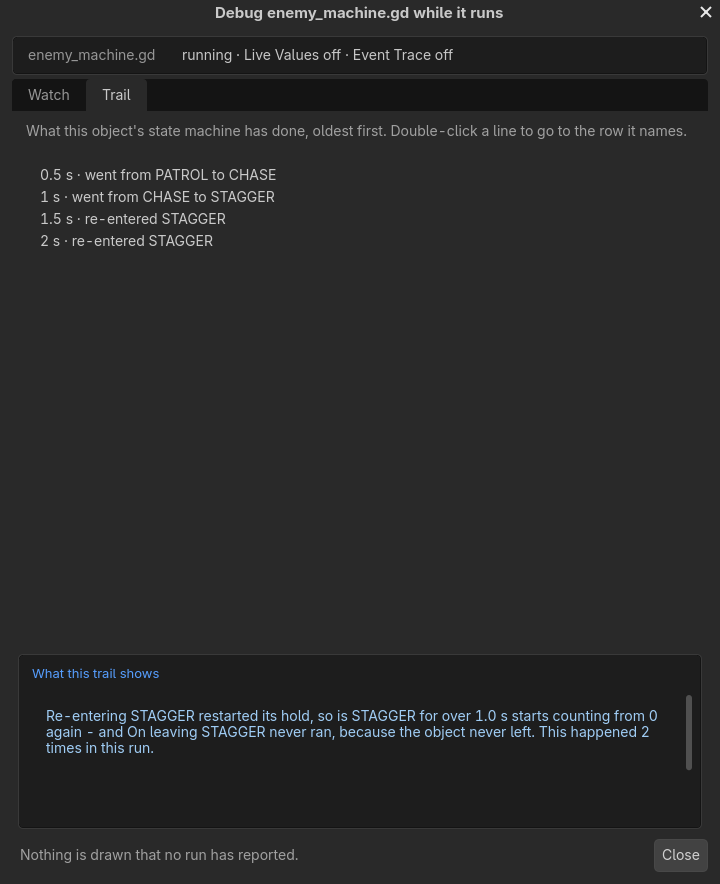 Debug enemy_machine.gd while it runs
enemy_machine.gd running · Live Values off · Event Trace off
Watch Trail
What this object's state machine has done, oldest first. Double-click a line to go to the row it names.
0.5 s · went from PATROL to CHASE
1 s · went from CHASE to STAGGER
1.5 s · re-entered STAGGER
2 s · re-entered STAGGER
What this trail shows
Re-entering STAGGER restarted its hold, so is STAGGER for over 1.0 s starts counting from 0
again - and On leaving STAGGER never ran, because the object never left. This happened 2
times in this run.
Nothing is drawn that no run has reported.
Close